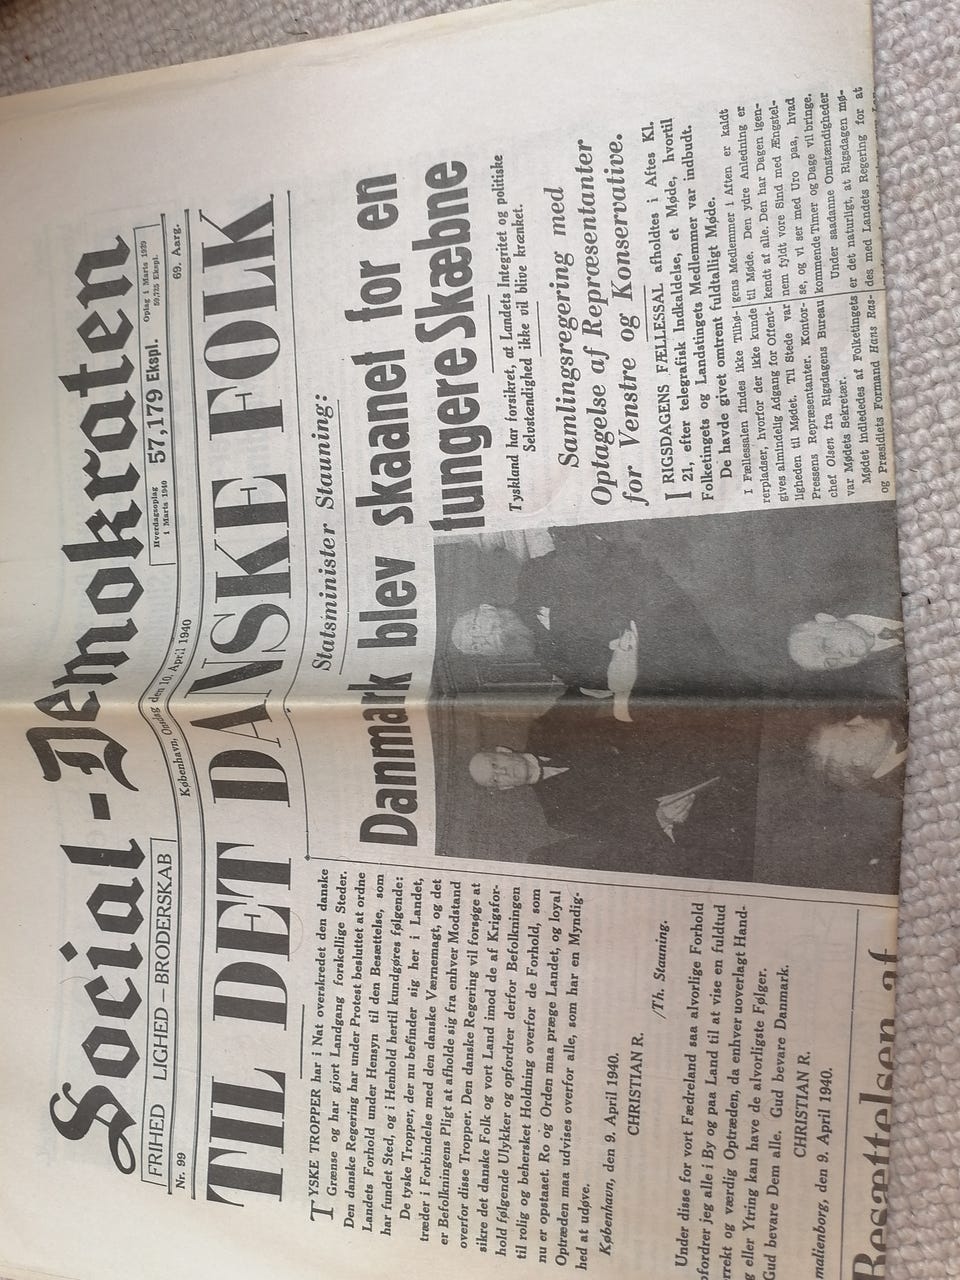 Social-Demokraten
FRIHED LIGHED – BRODERSKAB
Hverdagsoplag
1 Marts 1940
57,179 Ekspl.
Oplag i Marts 1939
59,725 Ekspl.
Nr. 99
København, Onsdag den 10. April 1940
69. Aarg.
TIL DET DANSKE FOLK
TYSKE TROPPER har i Nat overskredet den danske
Grænse og har gjort Landgang forskellige Steder.
Den danske Regering har under Protest besluttet at ordne
Landets Forhold under Hensyn til den Besættelse, som
har fundet Sted, og i Henhold hertil kundgøres følgende:
De tyske Tropper, der nu befinder sig her i Landet,
træder i Forbindelse med den danske Værnemagt, og det
er Befolkningens Pligt at afholde sig fra enhver Modstand
overfor disse Tropper. Den danske Regering vil forsøge at
sikre det danske Folk og vort Land imod de af Krigsfor-
hold følgende Ulykker og opfordrer derfor Befolkningen
til rolig og behersket Holdning overfor de Forhold, som
nu er opstaaet. Ro og Orden maa præge Landet, og loyal
Optræden maa udvises overfor alle, som har en Myndig-
hed at udøve.
København, den 9. April 1940.
CHRISTIAN R.
/Th. Stauning.
Under disse for vort Fædreland saa alvorlige Forhold
opfordrer jeg alle i By og paa Land til at vise en fuldtud
rrekt og værdig Optræden, da enhver uoverlagt Hand-
g eller Ytring kan have de alvorligste Følger.
Gud bevare Dem alle. Gud bevare Danmark.
CHRISTIAN R.
malienborg, den 9. April 1940.
Besættelsen af
Statsminister Stauning:
Danmark blev skaanet for en
tungere Skæbne
Tyskland har forsikret, at Landets Integritet og politiske
Selvstændighed ikke vil blive krænket.
Samlingsregering med
Optagelse af Repræsentanter
for Venstre og Konservative.
I RIGSDAGENS FÆLLESSAL afholdtes i Aftes Kl.
21, efter telegrafisk Indkaldelse, et Møde, hvortil
Folketingets og Landstingets Medlemmer var indbudt.
De havde givet omtrent fuldtalligt Møde.
I Fællessalen findes ikke Tilhø-
rerpladser, hvorfor der ikke kunde
gives almindelig Adgang for Offent-
ligheden til Mødet. Til Stede var
Pressens Repræsentanter. Kontor-
chef Olsen fra Rigsdagens Bureau
var Mødets Sekretær.
Mødet indlededes af Folketingets
og Præsidiets Formand Hans Ras-
gens Medlemmer i Aften er kaldt
til Møde. Den ydre Anledning er
kendt af alle. Den har Dagen igen-
nem fyldt vore Sind med Ængstel-
se, og vi ser med Uro paa, hvad
kommende Timer og Dage vil bringe.
Under saadanne Omstændigheder
er det naturligt, at Rigsdagen mø-
des med Landets Regering for at